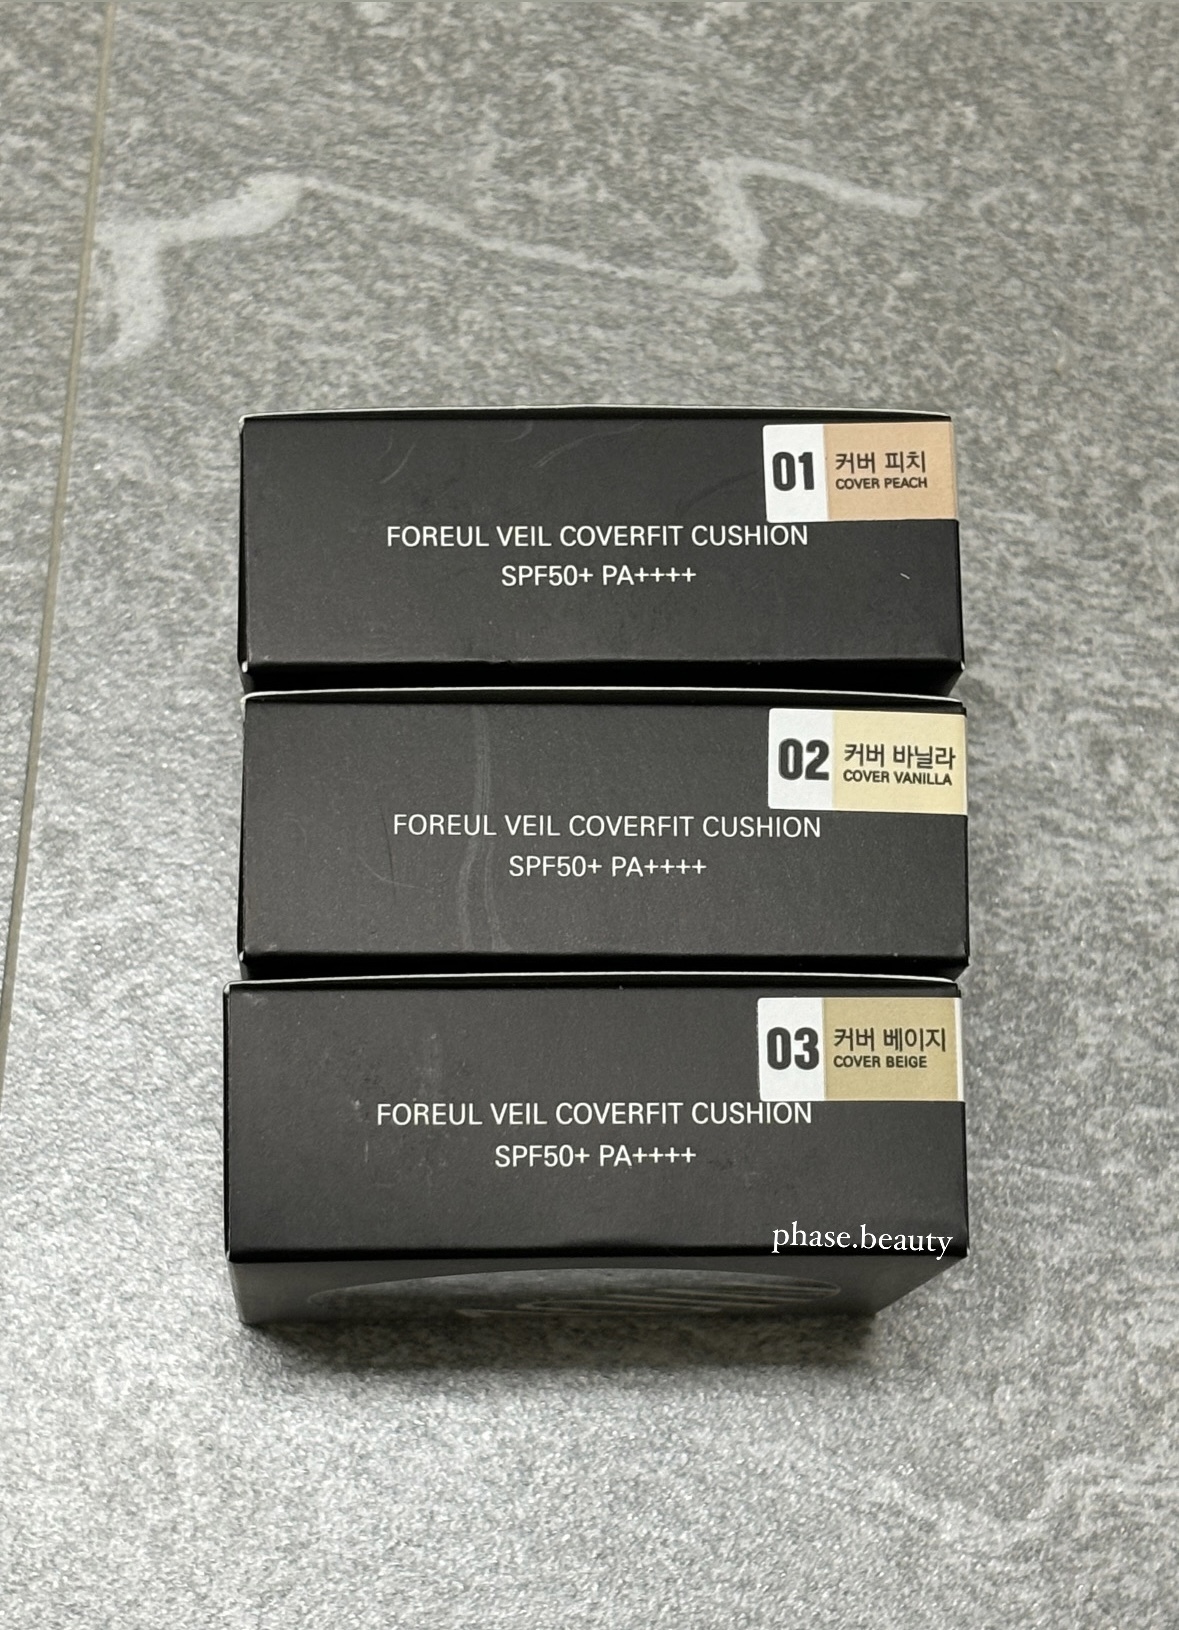 01
커버 피치
COVER PEACH
FOREUL VEIL COVERFIT CUSHION
SPF50+ PA++++
02
커버 바닐라
COVER VANILLA
FOREUL VEIL COVERFIT CUSHION
SPF50+ PA++++
03
커버 베이지
COVER BEIGE
FOREUL VEIL COVERFIT CUSHION
SPF50+ PA++++
phase.beauty